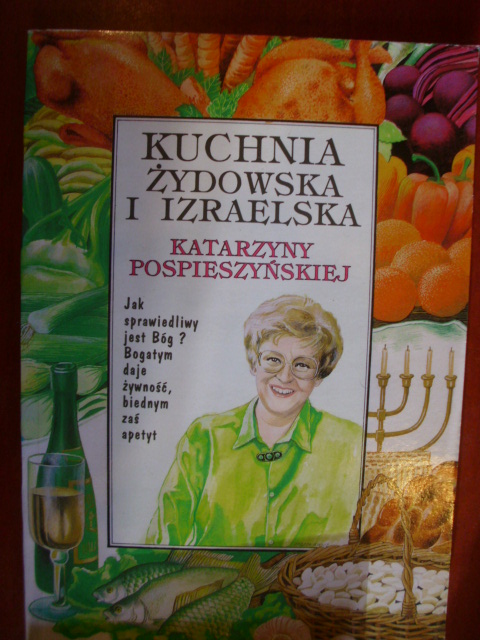 KUCHNIA
ŻYDOWSKA
I IZRAELSKA
KATARZYNY
POSPIESZYŃSKIEJ
Jak
sprawiedliwy
jest Bóg ?
Bogatym
daje
żywność,
biednym
zaś
apetyt